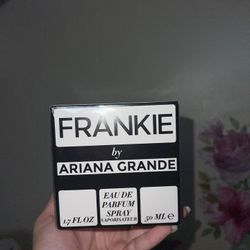 FRANKIE
by
ARIANA GRANDE
1.7 FL OZ
EAU DE
PARFUM
SPRAY
VAPORISATEUR
50 ML ℮